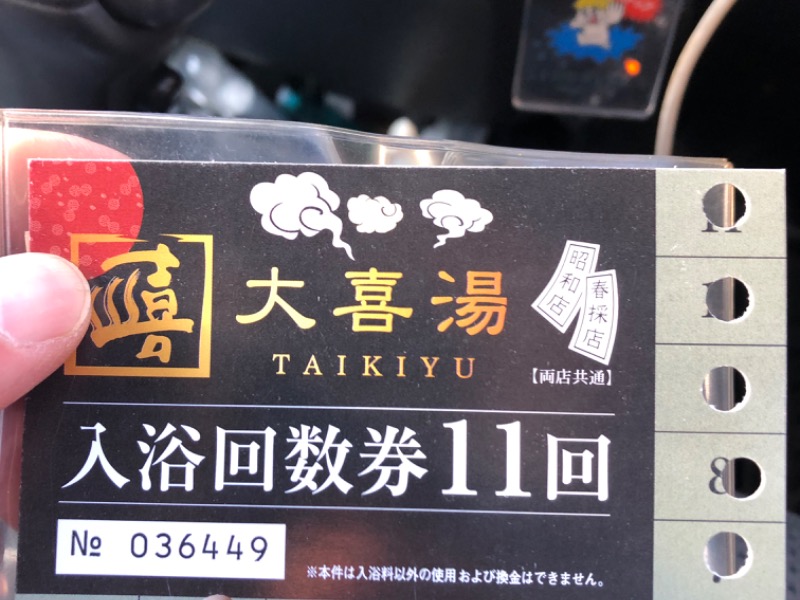 大喜湯
TAIKIYU
昭和店
春採店
【両店共通】
入浴回数券11回
№ 036449
※本件は入浴料以外の使用および換金はできません。
8